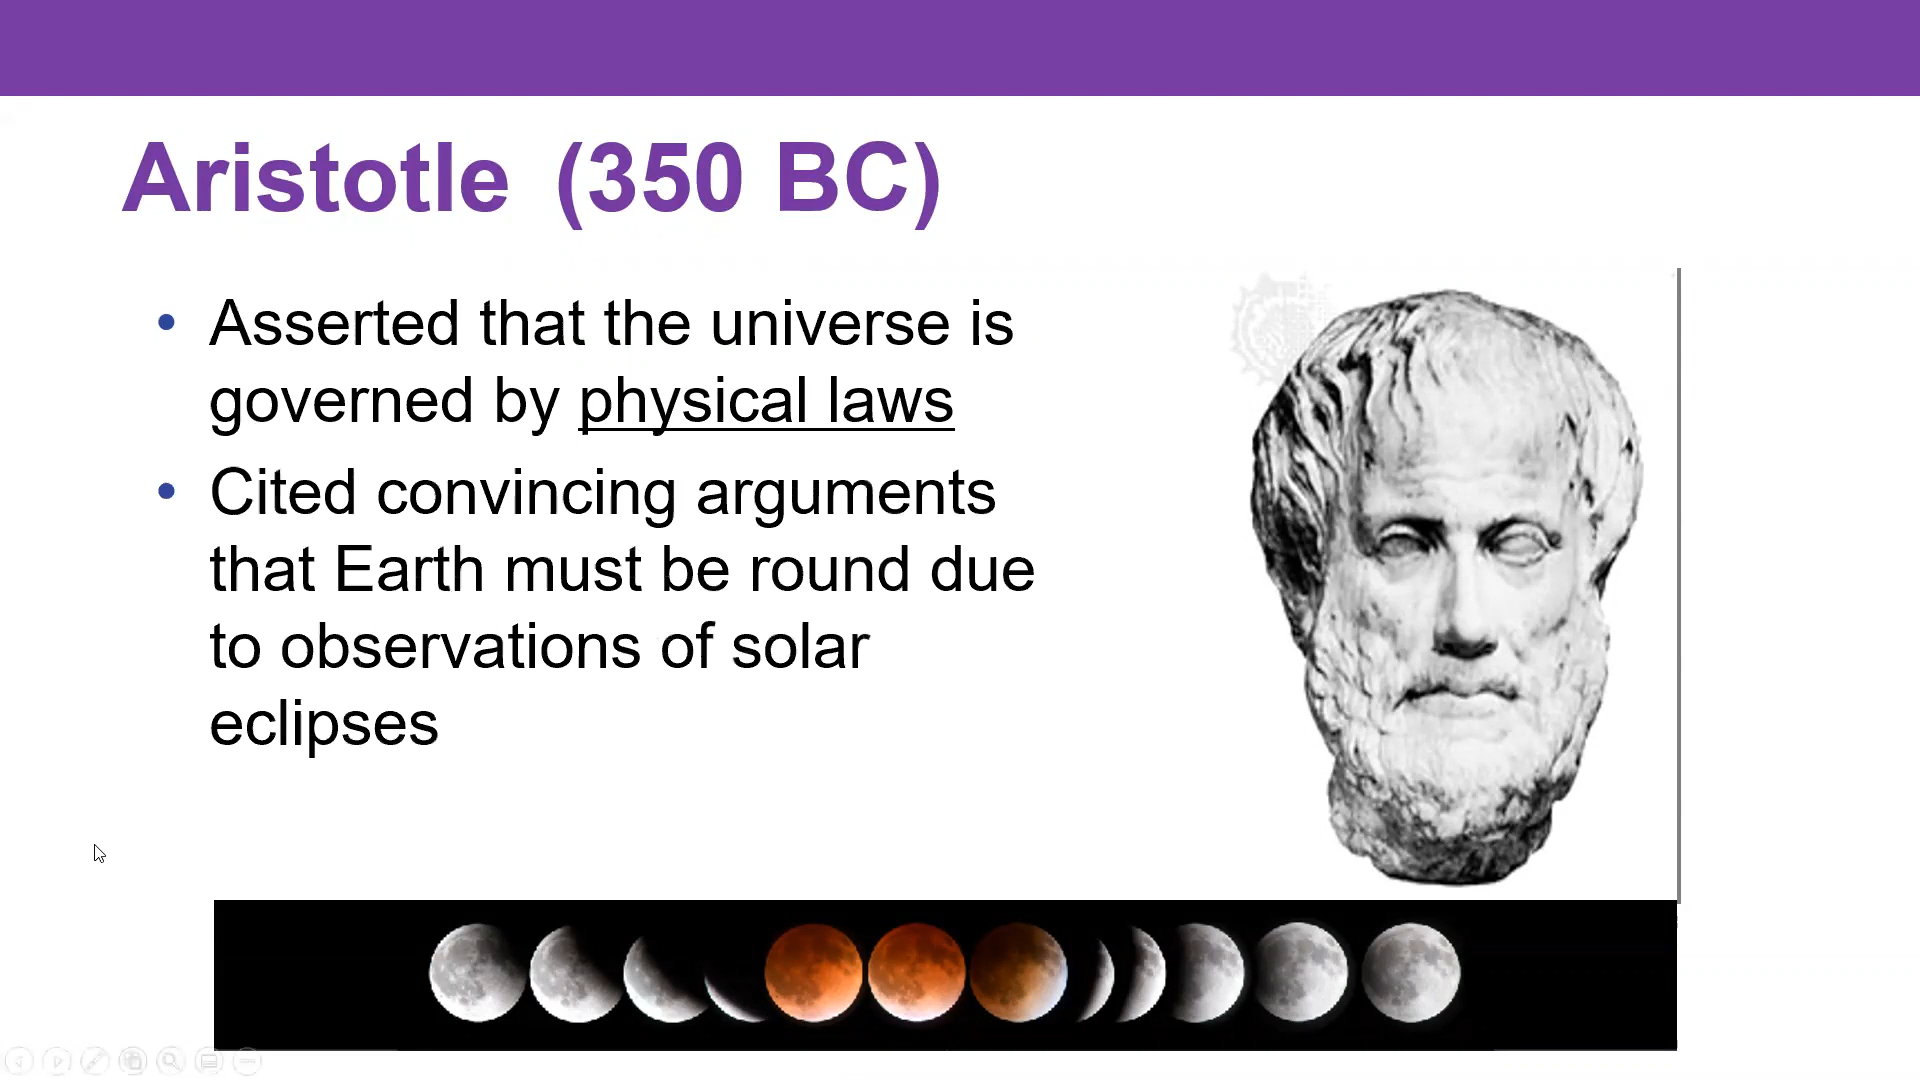 Aristotle (350 BC)
• Asserted that the universe is
governed by physical laws
• Cited convincing arguments
that Earth must be round due
to observations of solar
eclipses